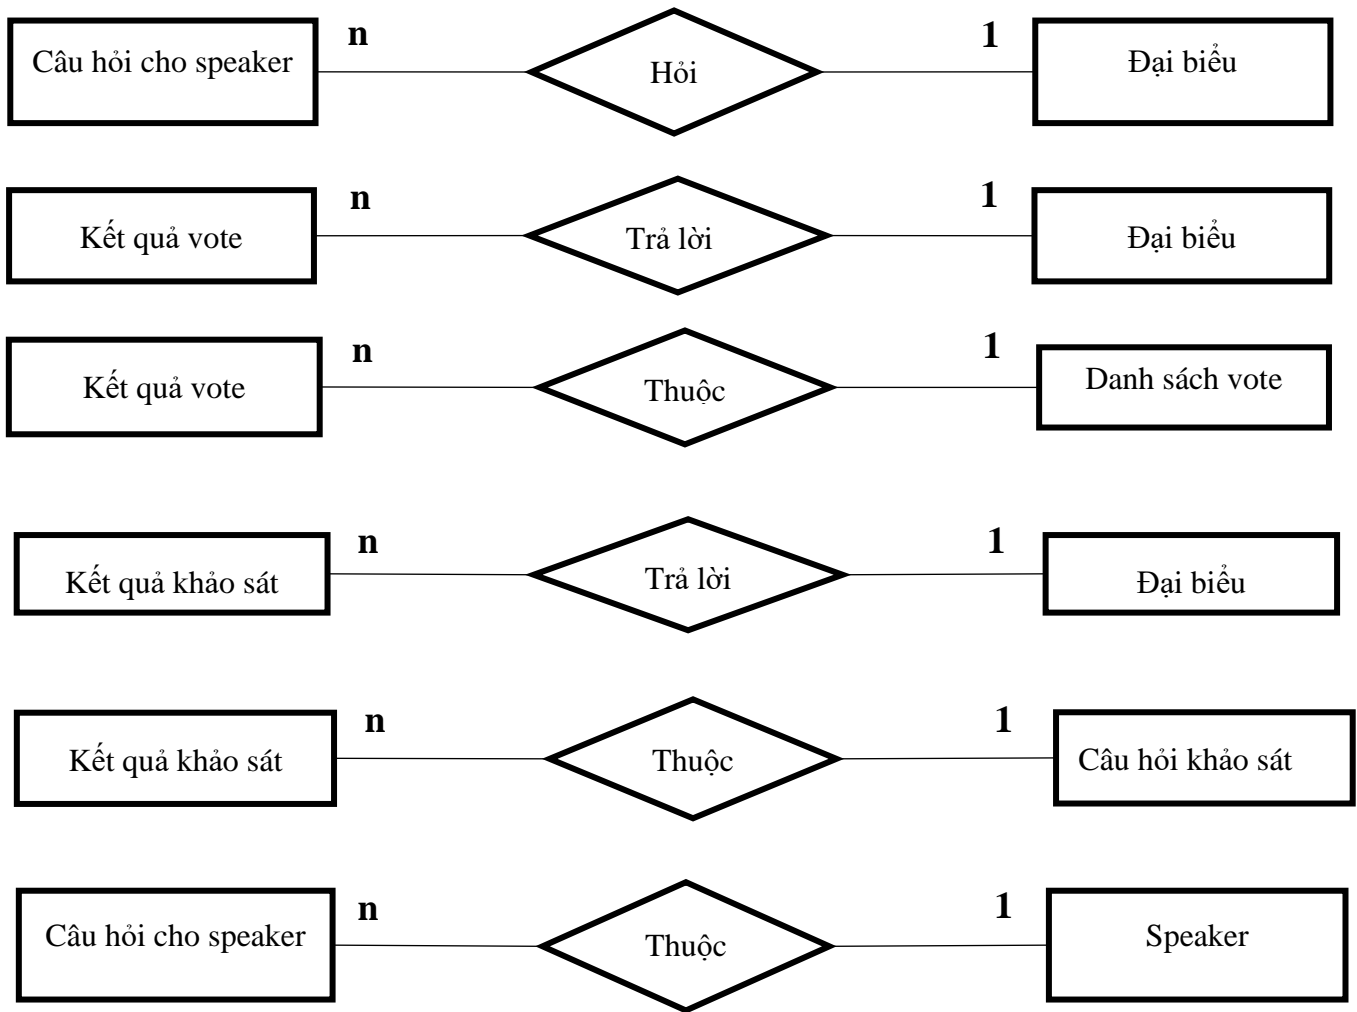 n 1
Câu hỏi cho speaker Hỏi Đại biểu
n 1
Kết quả vote Trả lời Đại biểu
n 1
Kết quả vote Thuộc Danh sách vote
n 1
Kết quả khảo sát Trả lời Đại biểu
n 1
Kết quả khảo sát Thuộc Câu hỏi khảo sát
n 1
Câu hỏi cho speaker Thuộc Speaker